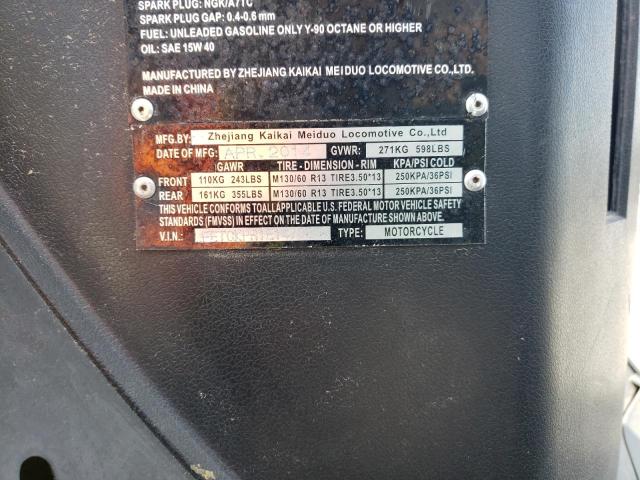 SPARK PLUG: NGK/A7TC
SPARK PLUG GAP: 0.4-0.6 mm
FUEL: UNLEADED GASOLINE ONLY Y-90 OCTANE OR HIGHER
OIL: SAE 15W 40
MANUFACTURED BY ZHEJIANG KAIKAI MEIDUO LOCOMOTIVE CO.,LTD.
MADE IN CHINA
MFG.BY: Zhejiang Kaikai Meiduo Locomotive Co.,Ltd
DATE OF MFG: APR. 2014 GVWR: 271KG 598LBS
GAWR TIRE - DIMENSION - RIM KPA/PSI COLD
FRONT 110KG 243LBS M130/60 R13 TIRE3.50*13 250KPA/36PSI
REAR 161KG 355LBS M130/60 R13 TIRE3.50*13 250KPA/36PSI
THIS VEHICLE CONFORMS TOALLAPPLICABLE U.S. FEDERAL MOTOR VEHICLE SAFETY
STANDARDS (FMVSS) IN EFFECT ON THE DATE OF MANUFACTURE SHOWN ABOVE.
V.I.N.: TYPE: MOTORCYCLE